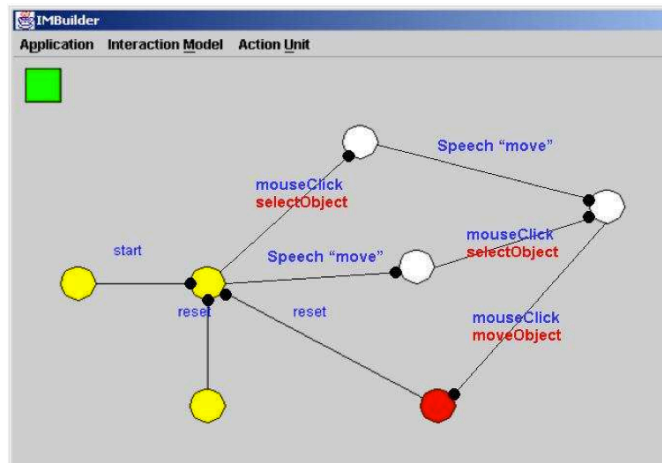 IMBuilder
Application Interaction Model Action Unit
Speech “move”
mouseClick
selectObject
mouseClick
selectObject
start
Speech “move”
reset
reset
mouseClick
moveObject